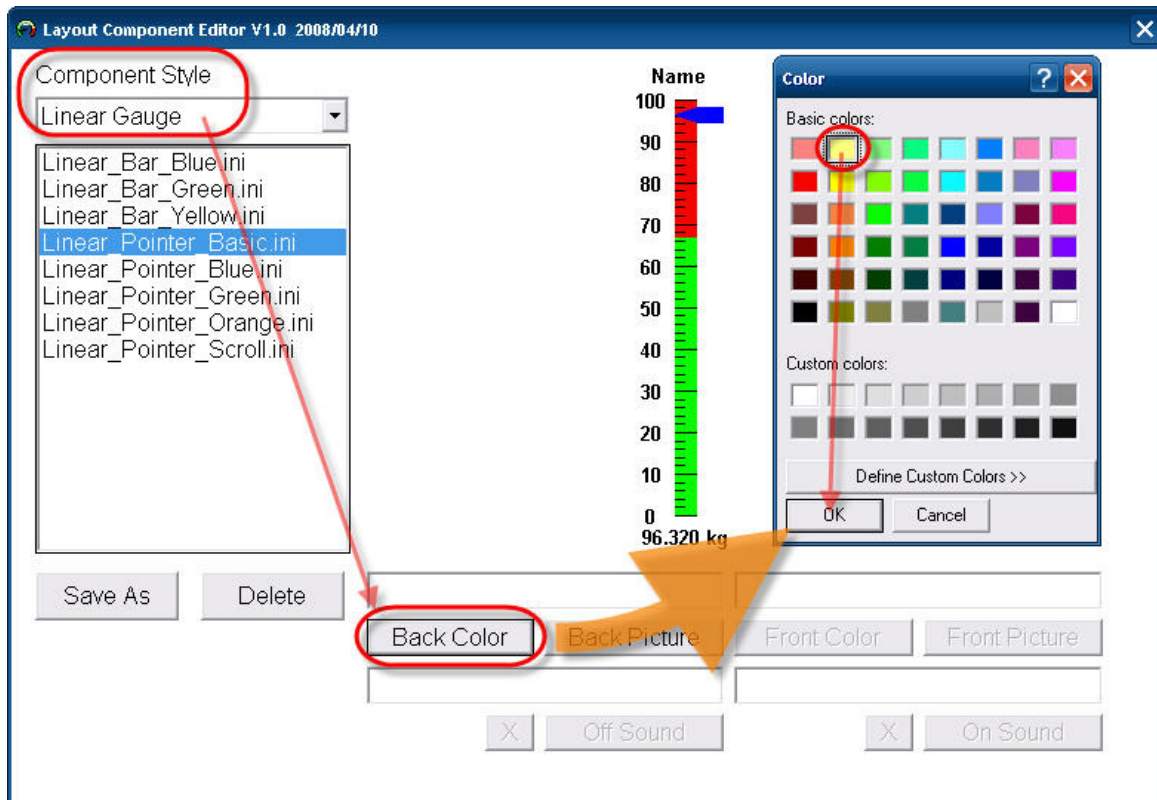 Layout Component Editor V1.0 2008/04/10
Component Style
Linear Gauge
Linear_Bar_Blue.ini
Linear_Bar_Green.ini
Linear_Bar_Yellow.ini
Linear_Pointer_Basic.ini
Linear_Pointer_Blue.ini
Linear_Pointer_Green.ini
Linear_Pointer_Orange.ini
Linear_Pointer_Scroll.ini
Save As
Delete
Name
100
90
80
70
60
50
40
30
20
10
0
96.320 kg
Color
?
Basic colors:
Custom colors:
Define Custom Colors >>
OK
Cancel
Back Color
Back Picture
Front Color
Front Picture
X
Off Sound
X
On Sound